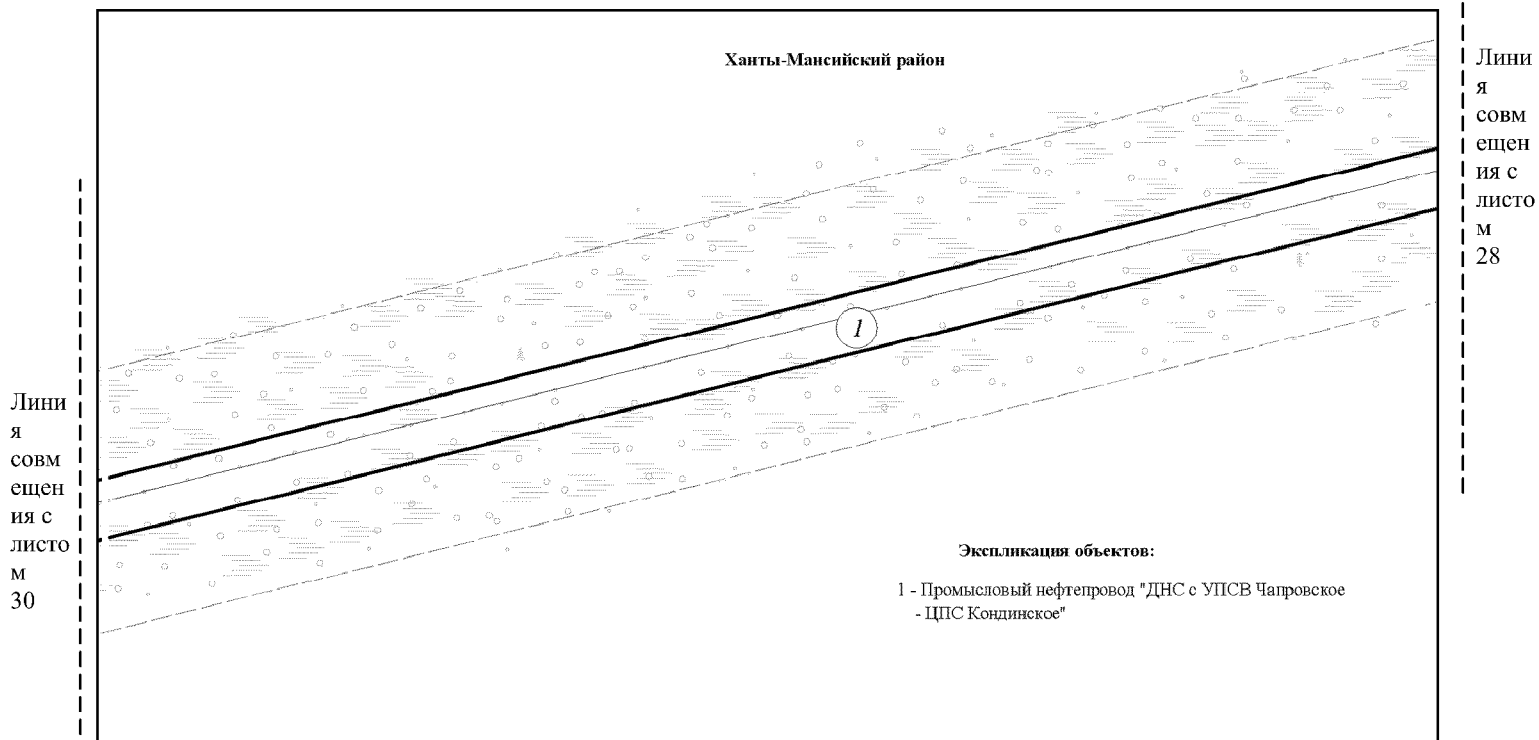 Ханты-Мансийский район
Лини
я
совм
ещен
ия с
листо
м
28
Лини
я
совм
ещен
ия с
листо
м
30
1
Экспликация объектов:
1 - Промысловый нефтепровод "ДНС с УПСВ Чапровское
- ЦПС Кондинское"